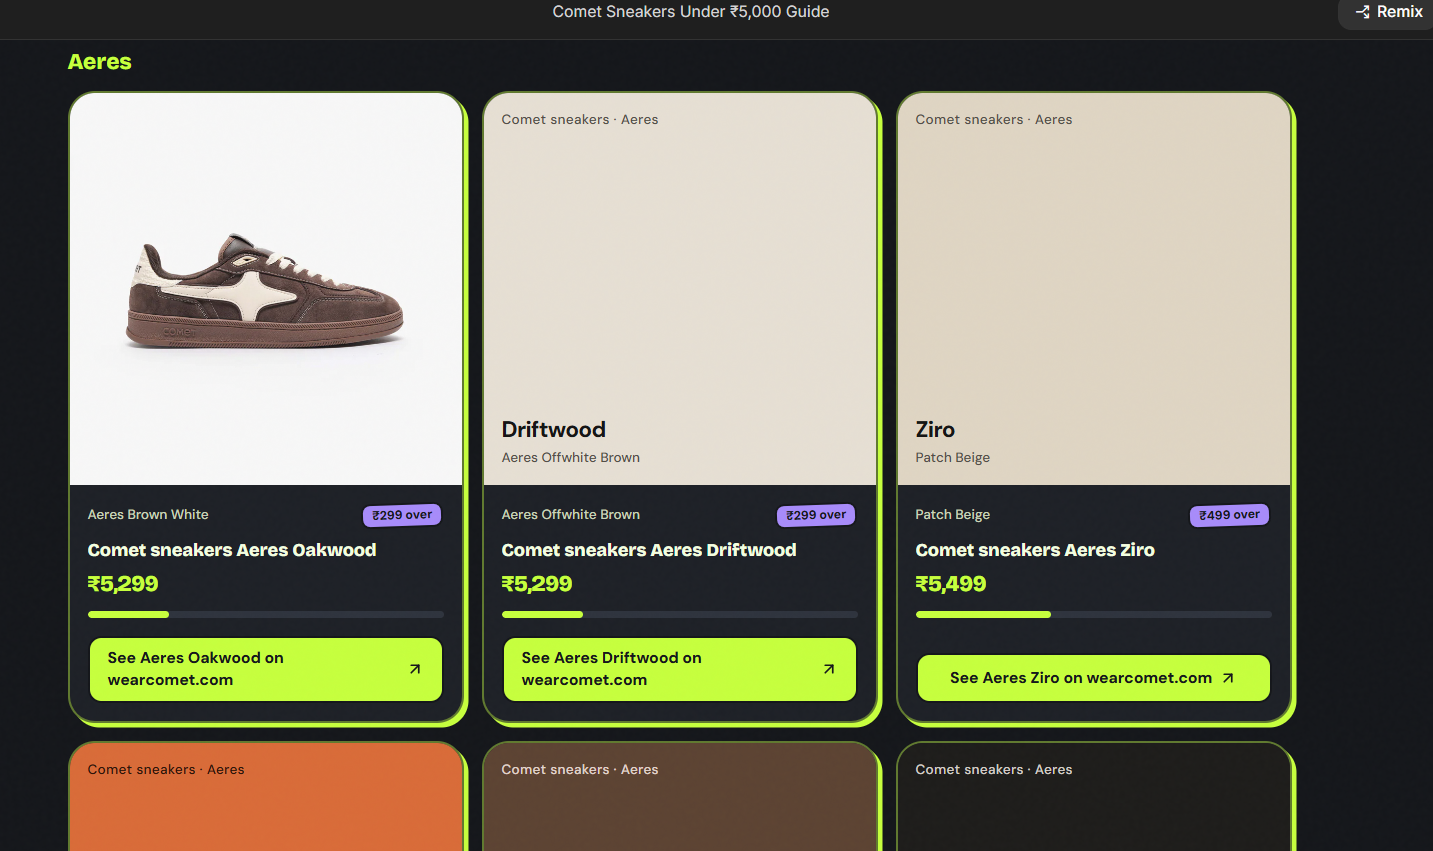 Comet Sneakers Under ₹5,000 Guide
Remix
Aeres
comet
Aeres Brown White
₹299 over
Comet sneakers Aeres Oakwood
₹5,299
See Aeres Oakwood on
wearcomet.com
Comet sneakers · Aeres
Driftwood
Aeres Offwhite Brown
Aeres Offwhite Brown
₹299 over
Comet sneakers Aeres Driftwood
₹5,299
See Aeres Driftwood on
wearcomet.com
Comet sneakers · Aeres
Ziro
Patch Beige
Patch Beige
₹499 over
Comet sneakers Aeres Ziro
₹5,499
See Aeres Ziro on wearcomet.com
Comet sneakers · Aeres
Comet sneakers · Aeres
Comet sneakers · Aeres